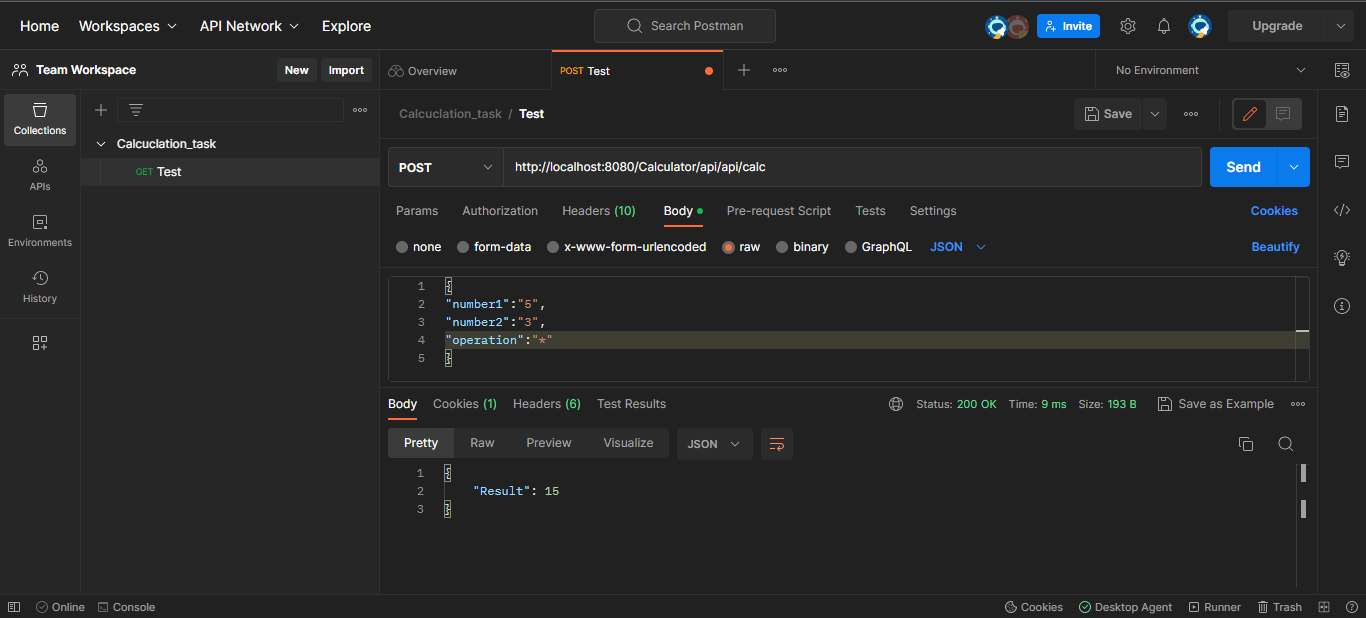 Home Workspaces API Network Explore Search Postman Invite Upgrade
Team Workspace New Import Overview POST Test No Environment
Collections
APIs
Environments
History
Calcuclation_task
GET Test
Calcuclation_task / Test Save
POST http://localhost:8080/Calculator/api/api/calc Send
Params Authorization Headers (10) Body Pre-request Script Tests Settings Cookies
none form-data x-www-form-urlencoded raw binary GraphQL JSON Beautify
1 {
2 "number1":"5",
3 "number2":"3",
4 "operation":"*"
5 }
Body Cookies (1) Headers (6) Test Results Status: 200 OK Time: 9 ms Size: 193 B Save as Example
Pretty Raw Preview Visualize JSON
1 {
2 "Result": 15
3 }
Online Console Cookies Desktop Agent Runner Trash